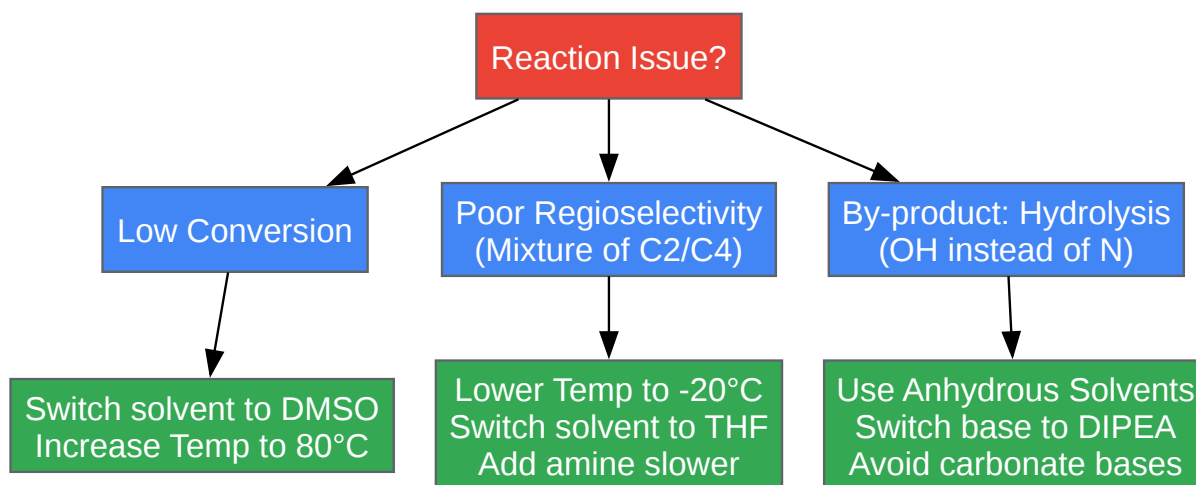 Reaction Issue?
Low Conversion
Poor Regioselectivity
(Mixture of C2/C4)
By-product: Hydrolysis
(OH instead of N)
Switch solvent to DMSO
Increase Temp to 80°C
Lower Temp to -20°C
Switch solvent to THF
Add amine slower
Use Anhydrous Solvents
Switch base to DIPEA
Avoid carbonate bases